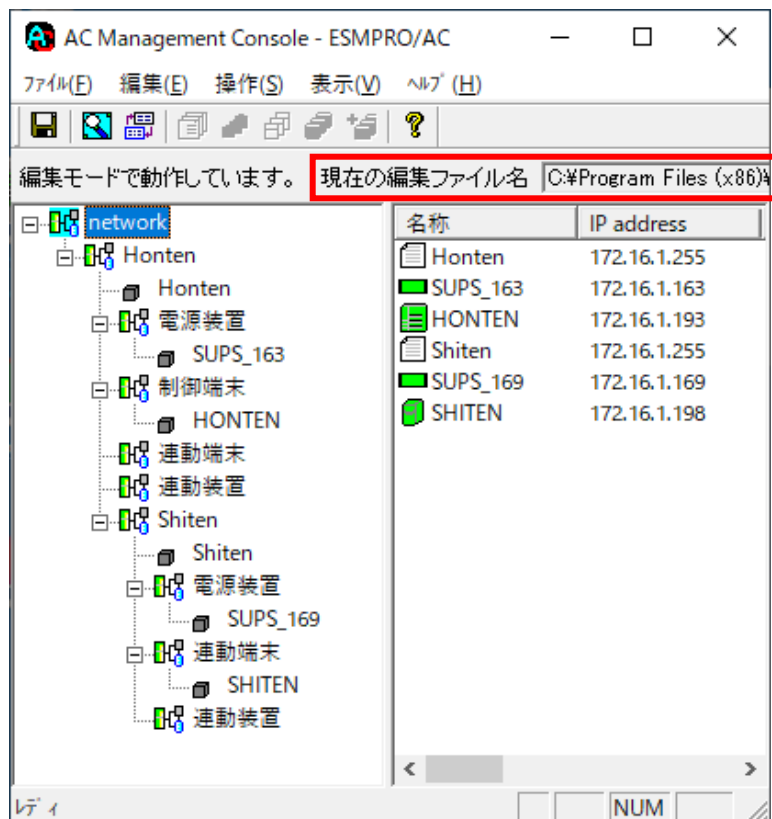 AC Management Console - ESMPRO/AC
ﾌｧｲﾙ(F) 編集(E) 操作(S) 表示(V) ﾍﾙﾌﾟ(H)
編集モードで動作しています。 現在の編集ファイル名 C:¥Program Files (x86)¥
network
Honten
Honten
電源装置
SUPS_163
制御端末
HONTEN
連動端末
連動装置
Shiten
Shiten
電源装置
SUPS_169
連動端末
SHITEN
連動装置
名称 IP address
Honten 172.16.1.255
SUPS_163 172.16.1.163
HONTEN 172.16.1.193
Shiten 172.16.1.255
SUPS_169 172.16.1.169
SHITEN 172.16.1.198
ﾚﾃﾞｨ NUM